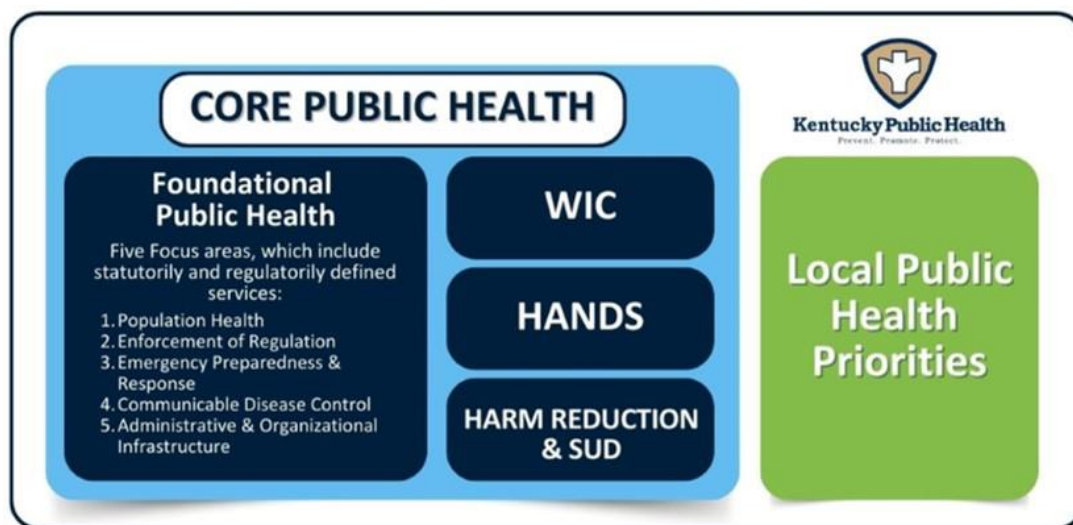 CORE PUBLIC HEALTH
Foundational
Public Health
Five Focus areas, which include
statutorily and regulatorily defined
services:
1. Population Health
2. Enforcement of Regulation
3. Emergency Preparedness &
Response
4. Communicable Disease Control
5. Administrative & Organizational
Infrastructure
WIC
HANDS
HARM REDUCTION
& SUD
Kentucky Public Health
Prevent. Promote. Protect.
Local Public
Health
Priorities